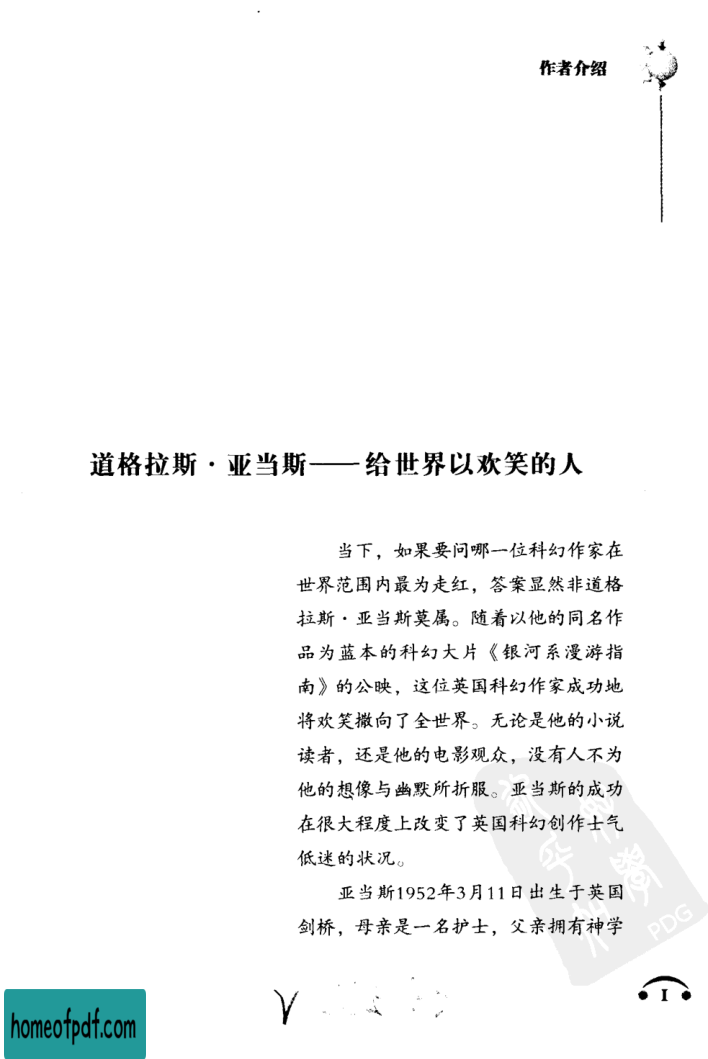 作者介绍
道格拉斯·亚当斯——给世界以欢笑的人
当下，如果要问哪一位科幻作家在
世界范围内最为走红，答案显然非道格
拉斯·亚当斯莫属。随着以他的同名作
品为蓝本的科幻大片《银河系漫游指
南》的公映，这位英国科幻作家成功地
将欢笑撒向了全世界。无论是他的小说
读者，还是他的电影观众，没有人不为
他的想像与幽默所折服。亚当斯的成功
在很大程度上改变了英国科幻创作士气
低迷的状况。
亚当斯1952年3月11日出生于英国
剑桥，母亲是一名护士，父亲拥有神学
PDG
I
homeofpdf.com